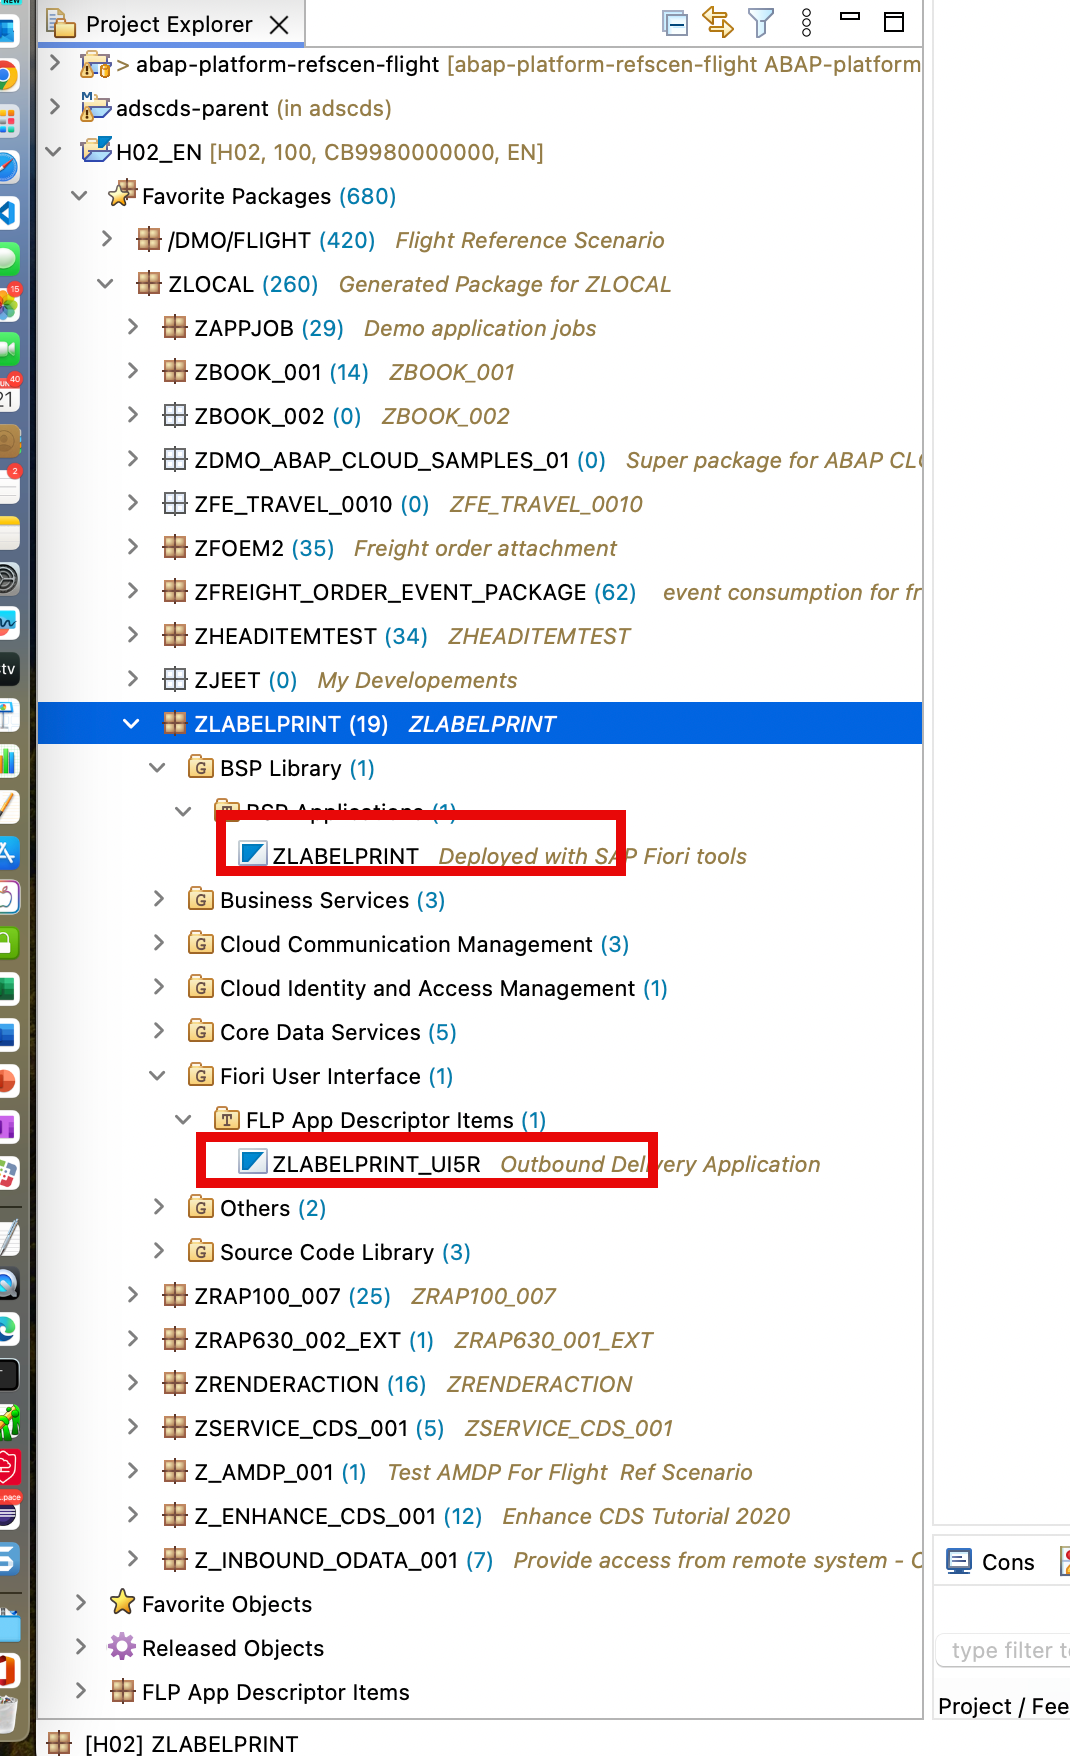 Project Explorer
> abap-platform-refscen-flight [abap-platform-refscen-flight ABAP-platform
adscds-parent (in adscds)
H02_EN [H02, 100, CB9980000000, EN]
Favorite Packages (680)
/DMO/FLIGHT (420) Flight Reference Scenario
ZLOCAL (260) Generated Package for ZLOCAL
ZAPPJOB (29) Demo application jobs
ZBOOK_001 (14) ZBOOK_001
ZBOOK_002 (0) ZBOOK_002
ZDMO_ABAP_CLOUD_SAMPLES_01 (0) Super package for ABAP
ZFE_TRAVEL_0010 (0) ZFE_TRAVEL_0010
ZFOEM2 (35) Freight order attachment
ZFREIGHT_ORDER_EVENT_PACKAGE (62) event consumption for
ZHEADITEMTEST (34) ZHEADITEMTEST
ZJEET (0) My Developements
ZLABELPRINT (19) ZLABELPRINT
BSP Library (1)
BSP Applications (1)
ZLABELPRINT Deployed with SAP Fiori tools
Business Services (3)
Cloud Communication Management (3)
Cloud Identity and Access Management (1)
Core Data Services (5)
Fiori User Interface (1)
FLP App Descriptor Items (1)
ZLABELPRINT_UI5R Outbound Delivery Application
Others (2)
Source Code Library (3)
ZRAP100_007 (25) ZRAP100_007
ZRAP630_002_EXT (1) ZRAP630_001_EXT
ZRENDERACTION (16) ZRENDERACTION
ZSERVICE_CDS_001 (5) ZSERVICE_CDS_001
Z_AMDP_001 (1) Test AMDP For Flight Ref Scenario
Z_ENHANCE_CDS_001 (12) Enhance CDS Tutorial 2020
Z_INBOUND_ODATA_001 (7) Provide access from remote system -
Favorite Objects
Released Objects
FLP App Descriptor Items
[H02] ZLABELPRINT
Cons
type filter
Project / Fee
15
40
21
2
tv